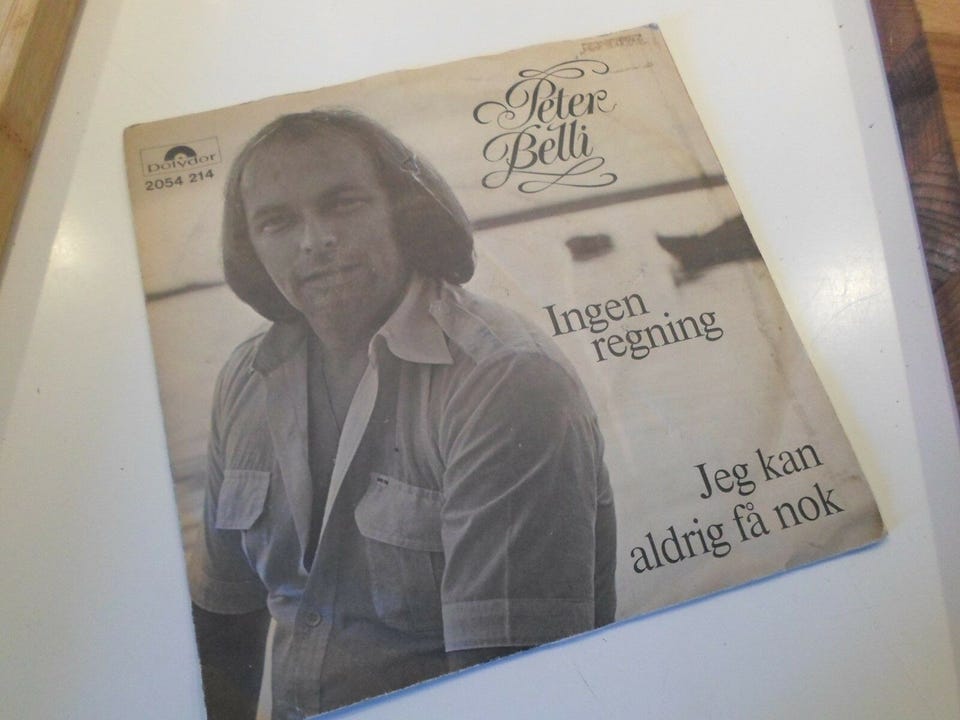 Polydor
2054 214
Peter
Belli
Ingen
regning
Jeg kan
aldrig få nok